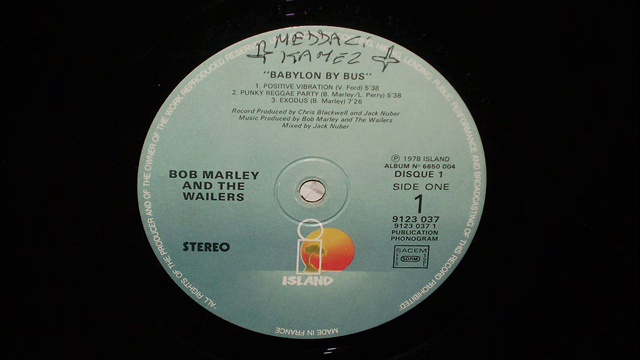 MEDDACI
KAMEZ
"BABYLON BY BUS"
1. POSITIVE VIBRATION (V. Ford) 5'38
2. PUNKY REGGAE PARTY (B. Marley/L. Perry) 5'38
3. EXODUS (B. Marley) 7'26
Record Produced by Chris Blackwell and Jack Nuber
Music Produced by Bob Marley and The Wailers
Mixed by Jack Nuber
BOB MARLEY
AND THE
WAILERS
STEREO
Ⓟ 1978 ISLAND
ALBUM Nº 6650 004
DISQUE 1
SIDE ONE
1
9123 037
9123 037 1
PUBLICATION
PHONOGRAM
SACEM
SDRM
ISLAND
MADE IN FRANCE
"ALL RIGHTS OF THE PRODUCER AND OF THE OWNER OF THE WORK REPRODUCED RESERVED LENDING PUBLIC PERFORMANCE AND BROADCASTING OF THIS RECORD PROHIBITED"